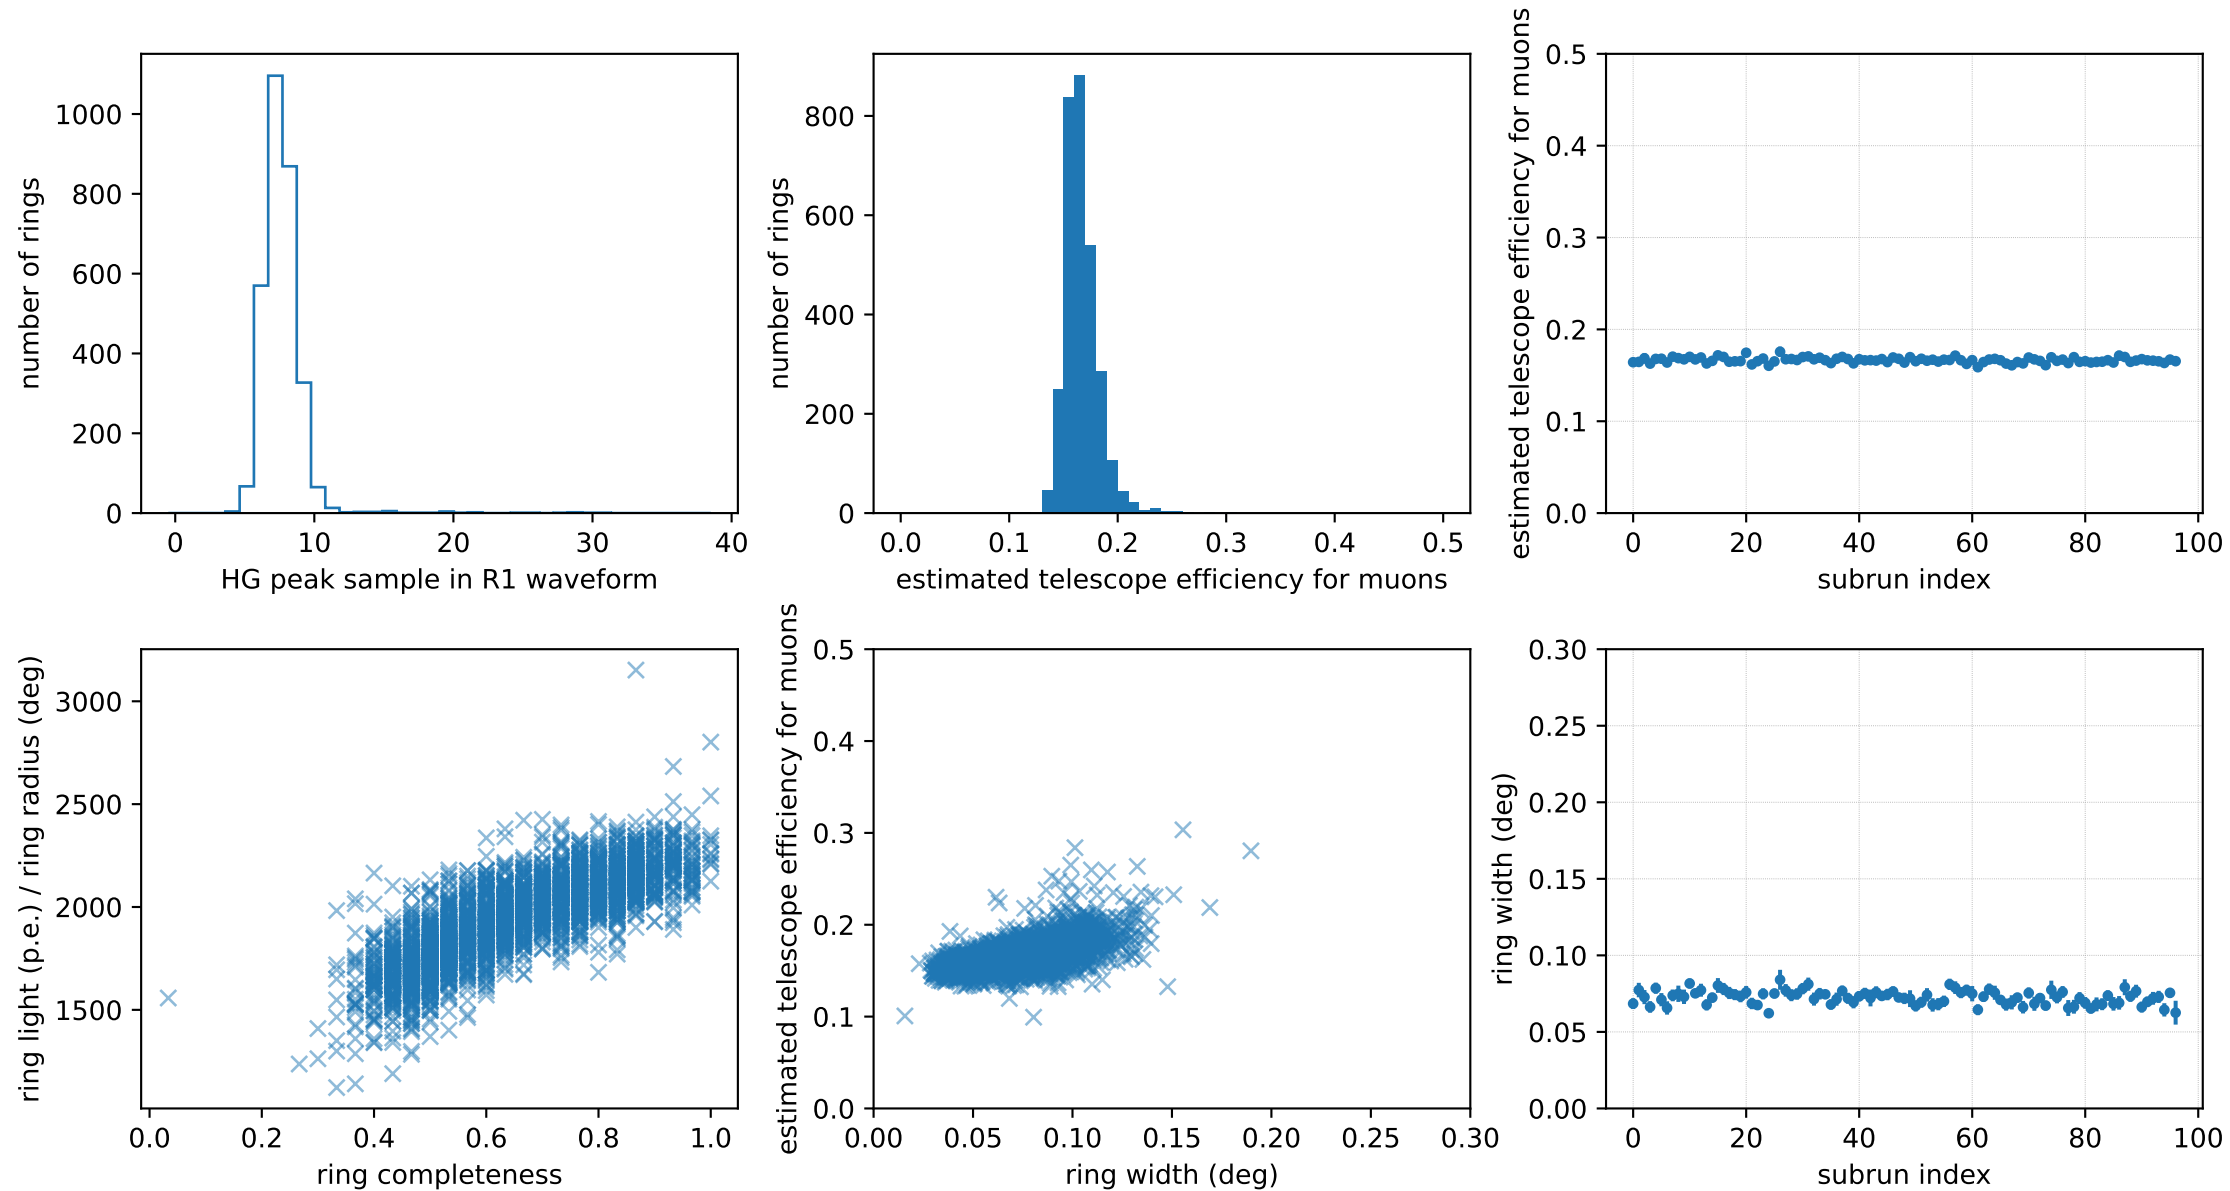 number of rings
1000
800
600
400
200
0
0 10 20 30 40
HG peak sample in R1 waveform
number of rings
800
600
400
200
0
0.0 0.1 0.2 0.3 0.4 0.5
estimated telescope efficiency for muons
estimated telescope efficiency for muons
0.5
0.4
0.3
0.2
0.1
0.0
0 20 40 60 80 100
subrun index
ring light (p.e.) / ring radius (deg)
3000
2500
2000
1500
0.0 0.2 0.4 0.6 0.8 1.0
ring completeness
estimated telescope efficiency for muons
0.5
0.4
0.3
0.2
0.1
0.0
0.00 0.05 0.10 0.15 0.20 0.25 0.30
ring width (deg)
ring width (deg)
0.30
0.25
0.20
0.15
0.10
0.05
0.00
0 20 40 60 80 100
subrun index